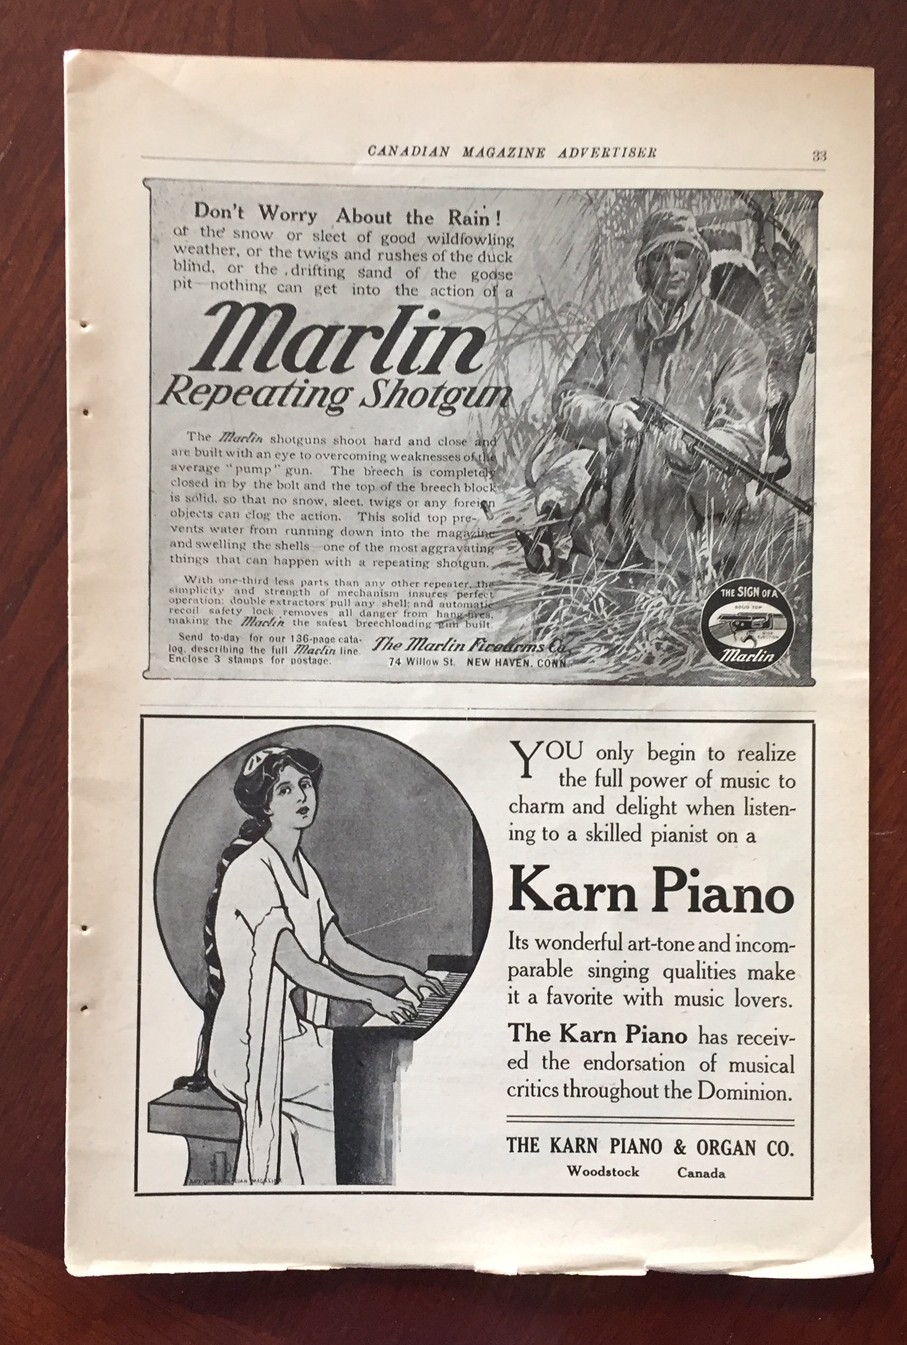 CANADIAN MAGAZINE ADVERTISER 33
Don't Worry About the Rain!
or the snow or sleet of good wildfowling
weather, or the twigs and rushes of the duck
blind, or the drifting sand of the goose
pit—nothing can get into the action of a
Marlin
Repeating Shotgun
The Marlin shotguns shoot hard and close and
are built with an eye to overcoming weaknesses of the
average "pump" gun. The breech is completely
closed in by the bolt and the top of the breech block
is solid, so that no snow, sleet, twigs or any foreign
objects can clog the action. This solid top pre-
vents water from running down into the magazine
and swelling the shells—one of the most aggravating
things that can happen with a repeating shotgun.
With one-third less parts than any other repeater, the
simplicity and strength of mechanism insures perfect
operation; double extractors pull any shell; and automatic
recoil safety lock removes all danger from hang-fires,
making the Marlin the safest breechloading gun built.
Send to-day for our 136-page cata-
log, describing the full Marlin line.
Enclose 3 stamps for postage.
The Marlin Firearms Co.
74 Willow St. NEW HAVEN, CONN.
THE SIGN OF A
SOLID TOP
SIDE
EJECTION
Marlin
YOU only begin to realize
the full power of music to
charm and delight when listen-
ing to a skilled pianist on a
Karn Piano
Its wonderful art-tone and incom-
parable singing qualities make
it a favorite with music lovers.
The Karn Piano has receiv-
ed the endorsation of musical
critics throughout the Dominion.
THE KARN PIANO & ORGAN CO.
Woodstock Canada